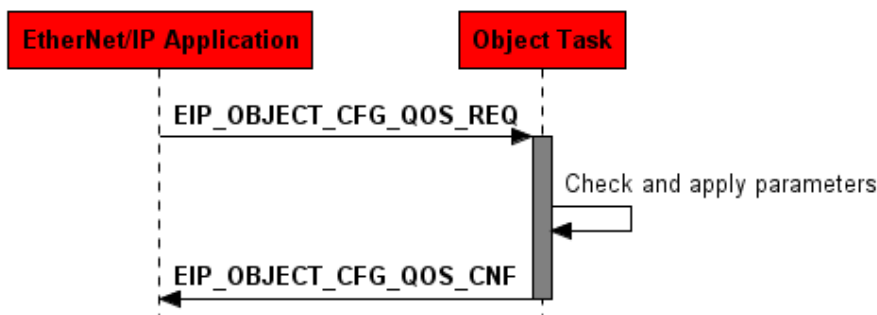 EtherNet/IP Application
Object Task
EIP_OBJECT_CFG_QOS_REQ
Check and apply parameters
EIP_OBJECT_CFG_QOS_CNF